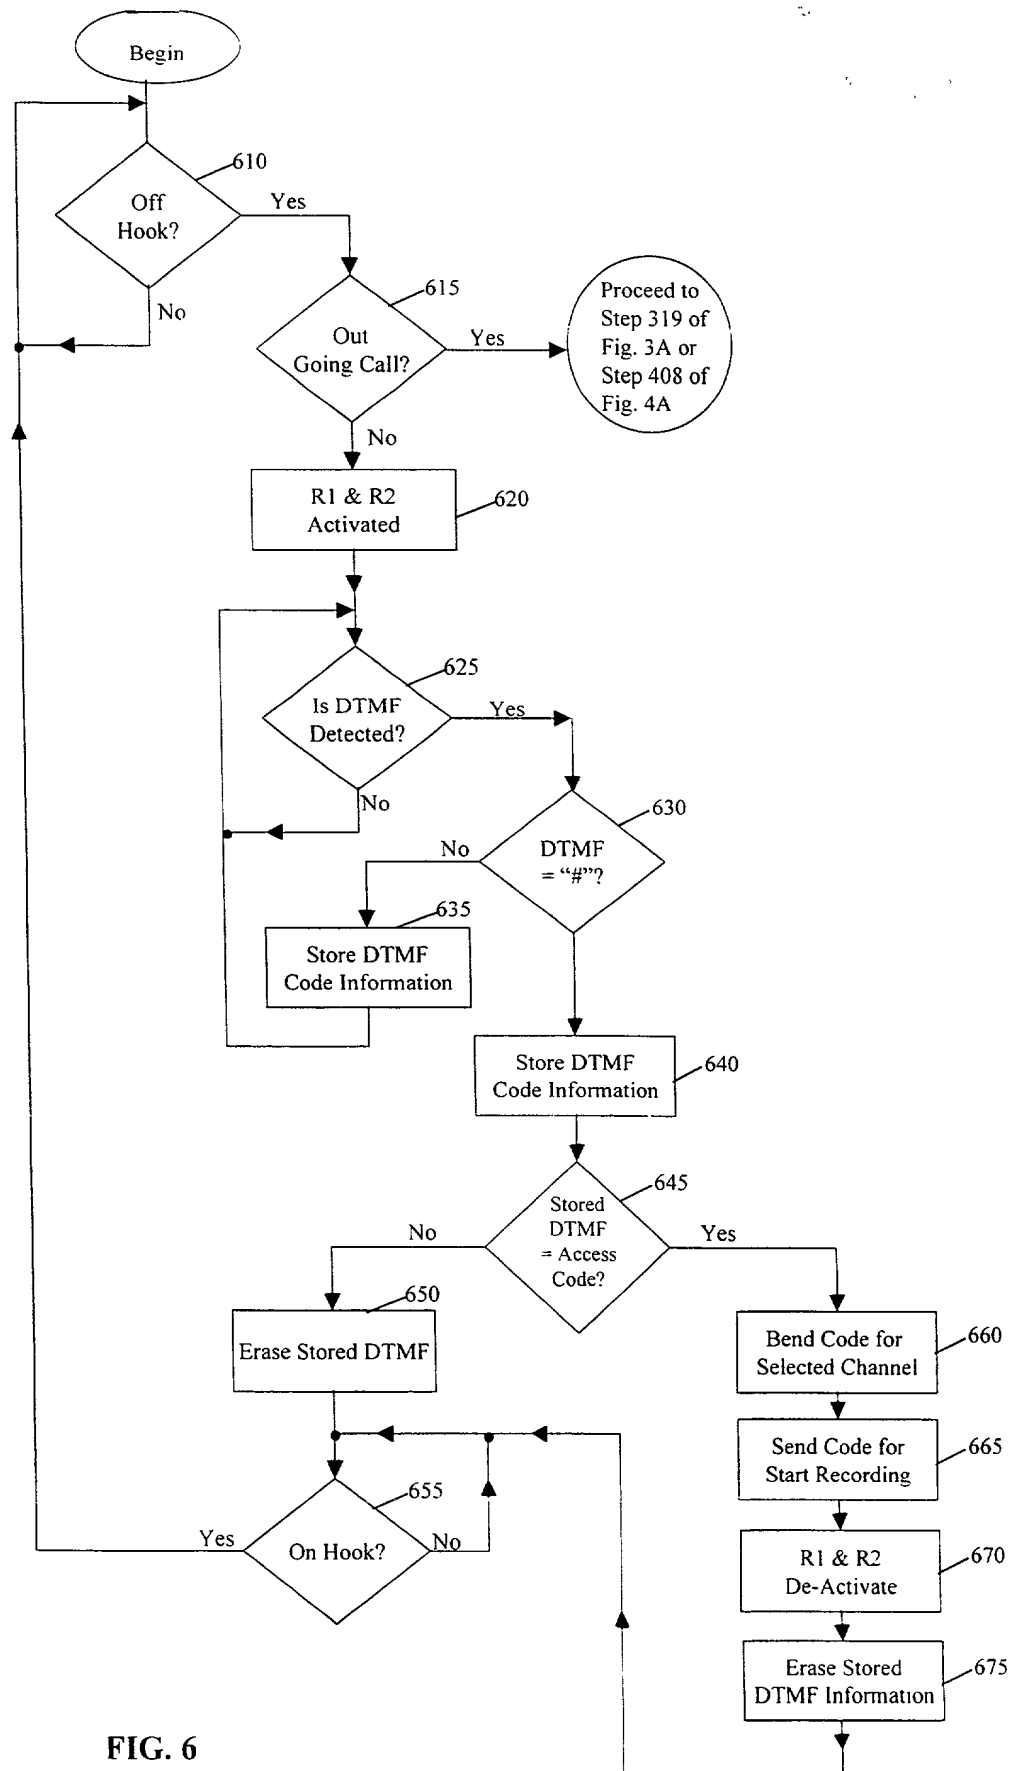 Begin
610
Off
Hook?
Yes
No
615
Out
Going Call?
Yes
No
Proceed to
Step 319 of
Fig. 3A or
Step 408 of
Fig. 4A
R1 & R2
Activated
620
625
Is DTMF
Detected?
Yes
No
630
DTMF
= “#”?
No
635
Store DTMF
Code Information
Store DTMF
Code Information
640
645
Stored
DTMF
= Access
Code?
No
Yes
650
Erase Stored DTMF
Bend Code for
Selected Channel
660
Send Code for
Start Recording
665
655
On Hook?
Yes
No
R1 & R2
De-Activate
670
Erase Stored
DTMF Information
675
FIG. 6